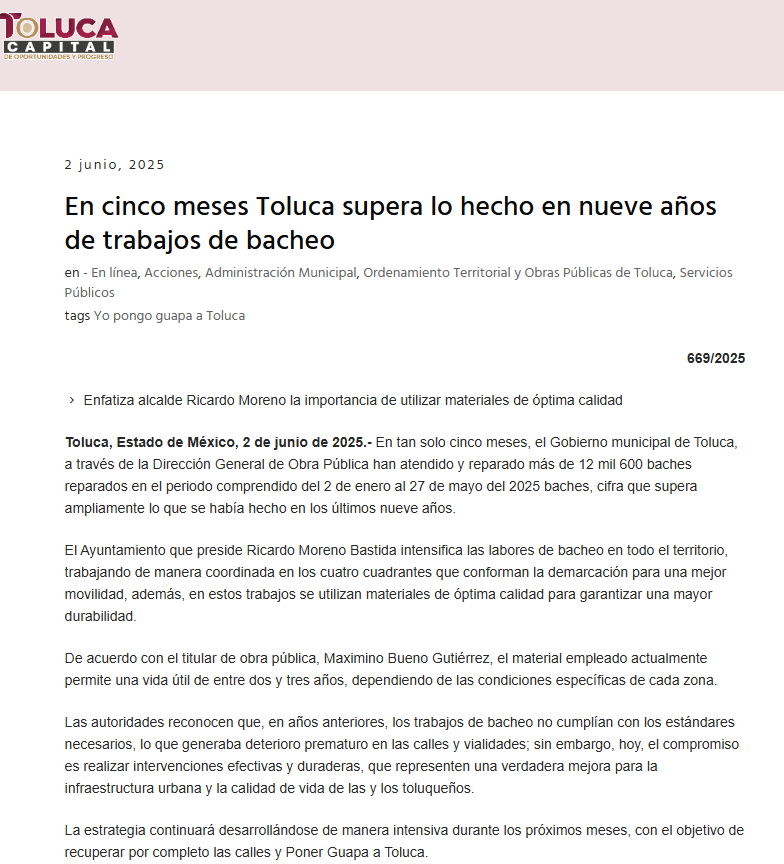 TOLUCA
CAPITAL
DE OPORTUNIDADES Y PROGRESO
2 junio, 2025
En cinco meses Toluca supera lo hecho en nueve años
de trabajos de bacheo
en - En línea, Acciones, Administración Municipal, Ordenamiento Territorial y Obras Públicas de Toluca, Servicios
Públicos
tags Yo pongo guapa a Toluca
669/2025
› Enfatiza alcalde Ricardo Moreno la importancia de utilizar materiales de óptima calidad
Toluca, Estado de México, 2 de junio de 2025.- En tan solo cinco meses, el Gobierno municipal de Toluca,
a través de la Dirección General de Obra Pública han atendido y reparado más de 12 mil 600 baches
reparados en el periodo comprendido del 2 de enero al 27 de mayo del 2025 baches, cifra que supera
ampliamente lo que se había hecho en los últimos nueve años.
El Ayuntamiento que preside Ricardo Moreno Bastida intensifica las labores de bacheo en todo el territorio,
trabajando de manera coordinada en los cuatro cuadrantes que conforman la demarcación para una mejor
movilidad, además, en estos trabajos se utilizan materiales de óptima calidad para garantizar una mayor
durabilidad.
De acuerdo con el titular de obra pública, Maximino Bueno Gutiérrez, el material empleado actualmente
permite una vida útil de entre dos y tres años, dependiendo de las condiciones específicas de cada zona.
Las autoridades reconocen que, en años anteriores, los trabajos de bacheo no cumplían con los estándares
necesarios, lo que generaba deterioro prematuro en las calles y vialidades; sin embargo, hoy, el compromiso
es realizar intervenciones efectivas y duraderas, que representen una verdadera mejora para la
infraestructura urbana y la calidad de vida de las y los toluqueños.
La estrategia continuará desarrollándose de manera intensiva durante los próximos meses, con el objetivo de
recuperar por completo las calles y Poner Guapa a Toluca.